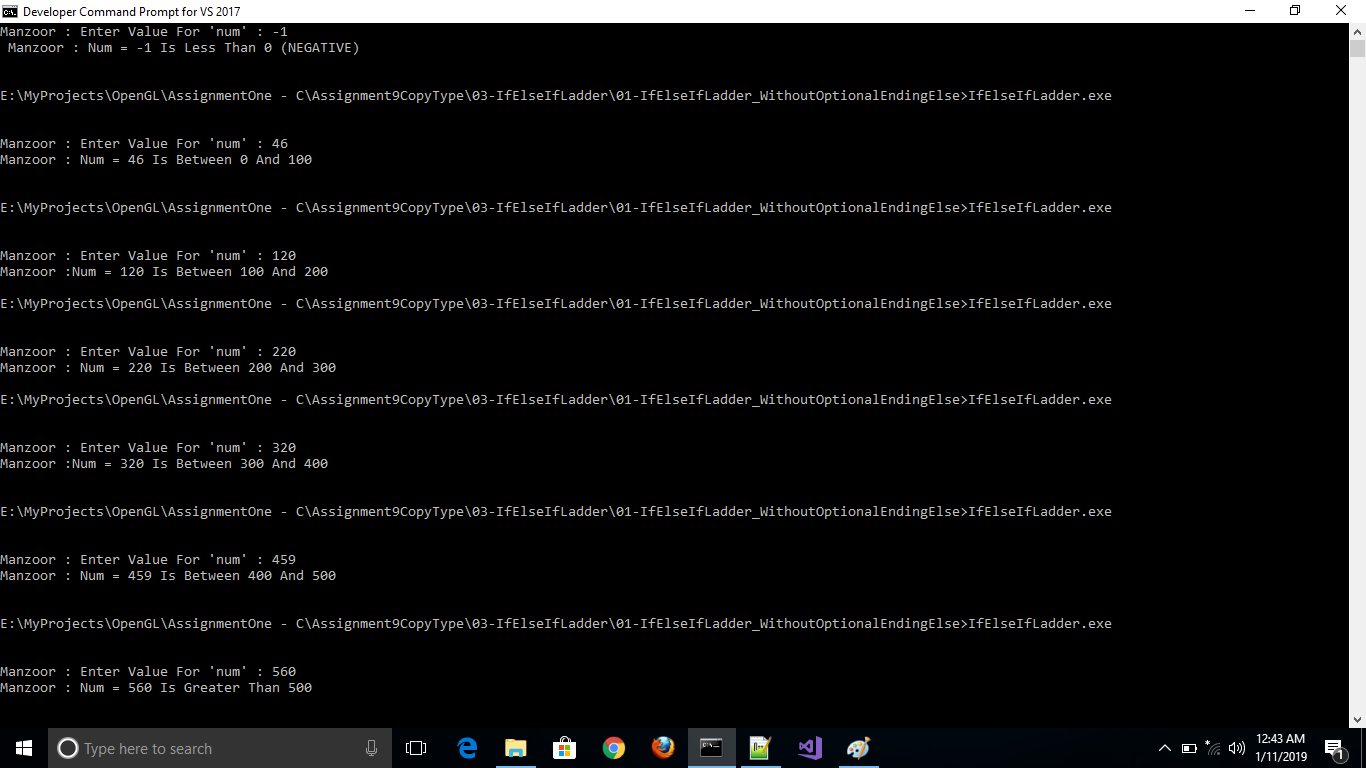 Developer Command Prompt for VS 2017
Manzoor : Enter Value For 'num' : -1
 Manzoor : Num = -1 Is Less Than 0 (NEGATIVE)
E:\MyProjects\OpenGL\AssignmentOne - C\Assignment9CopyType\03-IfElseIfLadder\01-IfElseIfLadder_WithoutOptionalEndingElse>IfElseIfLadder.exe
Manzoor : Enter Value For 'num' : 46
Manzoor : Num = 46 Is Between 0 And 100
E:\MyProjects\OpenGL\AssignmentOne - C\Assignment9CopyType\03-IfElseIfLadder\01-IfElseIfLadder_WithoutOptionalEndingElse>IfElseIfLadder.exe
Manzoor : Enter Value For 'num' : 120
Manzoor :Num = 120 Is Between 100 And 200
E:\MyProjects\OpenGL\AssignmentOne - C\Assignment9CopyType\03-IfElseIfLadder\01-IfElseIfLadder_WithoutOptionalEndingElse>IfElseIfLadder.exe
Manzoor : Enter Value For 'num' : 220
Manzoor : Num = 220 Is Between 200 And 300
E:\MyProjects\OpenGL\AssignmentOne - C\Assignment9CopyType\03-IfElseIfLadder\01-IfElseIfLadder_WithoutOptionalEndingElse>IfElseIfLadder.exe
Manzoor : Enter Value For 'num' : 320
Manzoor :Num = 320 Is Between 300 And 400
E:\MyProjects\OpenGL\AssignmentOne - C\Assignment9CopyType\03-IfElseIfLadder\01-IfElseIfLadder_WithoutOptionalEndingElse>IfElseIfLadder.exe
Manzoor : Enter Value For 'num' : 459
Manzoor : Num = 459 Is Between 400 And 500
E:\MyProjects\OpenGL\AssignmentOne - C\Assignment9CopyType\03-IfElseIfLadder\01-IfElseIfLadder_WithoutOptionalEndingElse>IfElseIfLadder.exe
Manzoor : Enter Value For 'num' : 560
Manzoor : Num = 560 Is Greater Than 500
Type here to search
12:43 AM
1/11/2019
1